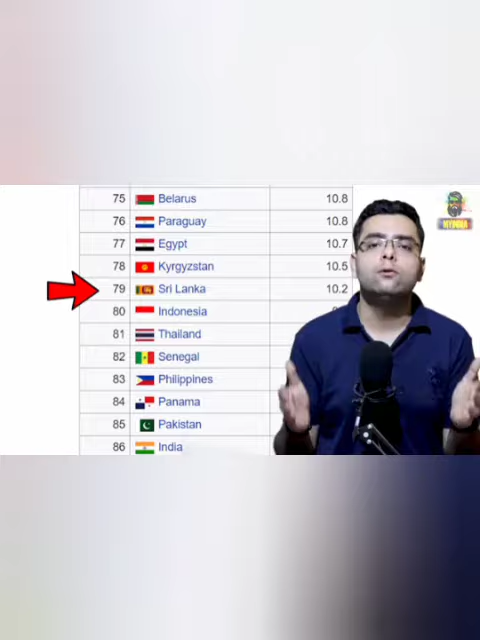 75 Belarus 10.8
76 Paraguay 10.8
77 Egypt 10.7
78 Kyrgyzstan 10.5
79 Sri Lanka 10.2
80 Indonesia
81 Thailand
82 Senegal
83 Philippines
84 Panama
85 Pakistan
86 India